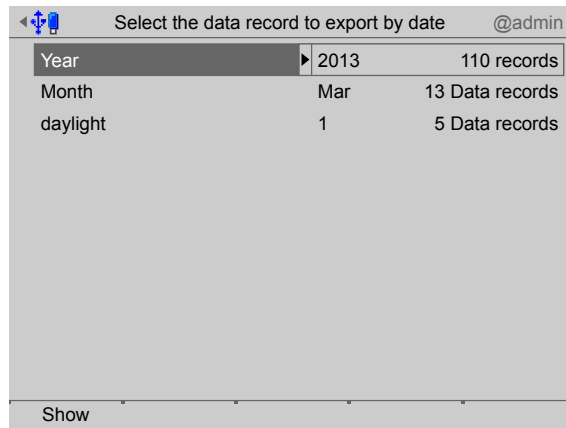 Select the data record to export by date @admin
Year 2013 110 records
Month Mar 13 Data records
daylight 1 5 Data records
Show